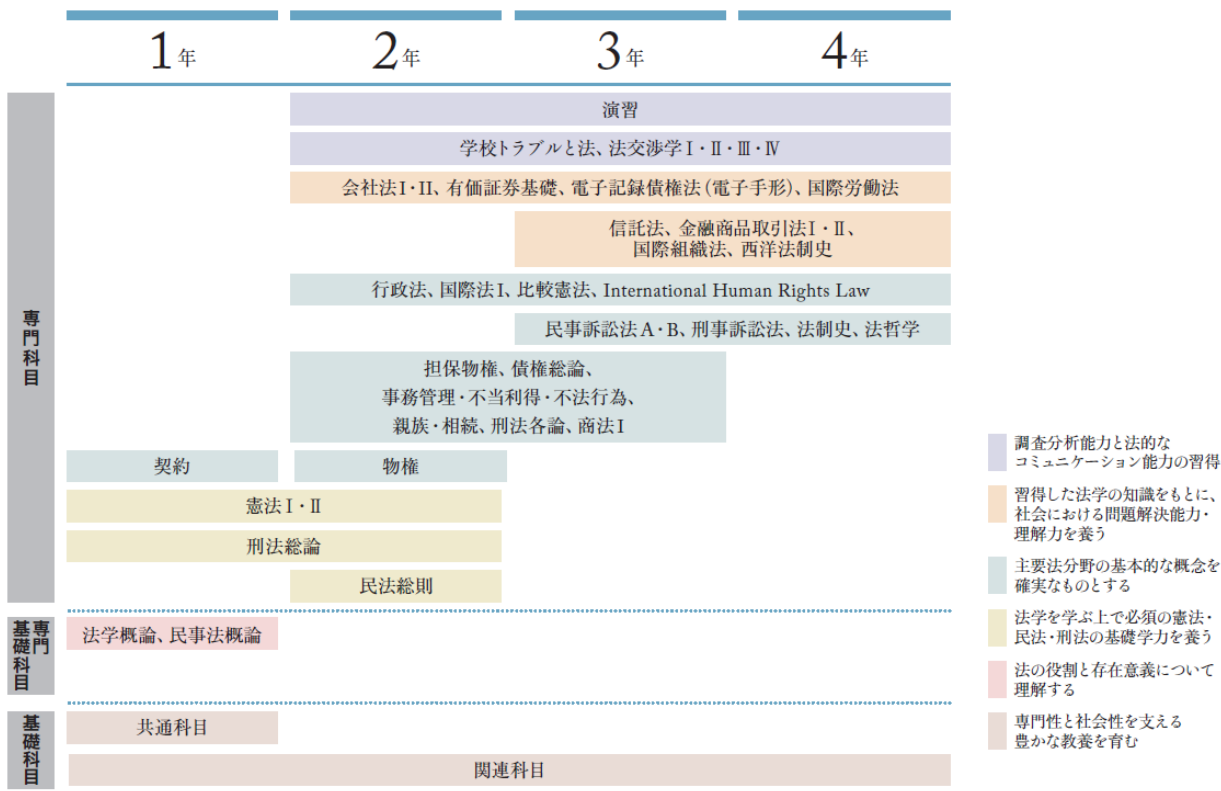 1年 2年 3年 4年
専門科目
演習
学校トラブルと法、法交渉学Ⅰ・Ⅱ・Ⅲ・Ⅳ
会社法Ⅰ・Ⅱ、有価証券基礎、電子記録債権法(電子手形)、国際労働法
信託法、金融商品取引法Ⅰ・Ⅱ、
国際組織法、西洋法制史
行政法、国際法Ⅰ、比較憲法、International Human Rights Law
民事訴訟法A・B、刑事訴訟法、法制史、法哲学
担保物権、債権総論、
事務管理・不当利得・不法行為、
親族・相続、刑法各論、商法Ⅰ
契約 物権
憲法Ⅰ・Ⅱ
刑法総論
民法総則
専門基礎科目
法学概論、民事法概論
基礎科目
共通科目
関連科目
調査分析能力と法的な
コミュニケーション能力の習得
習得した法学の知識をもとに、
社会における問題解決能力・
理解力を養う
主要法分野の基本的な概念を
確実なものとする
法学を学ぶ上で必須の憲法・
民法・刑法の基礎学力を養う
法の役割と存在意義について
理解する
専門性と社会性を支える
豊かな教養を育む